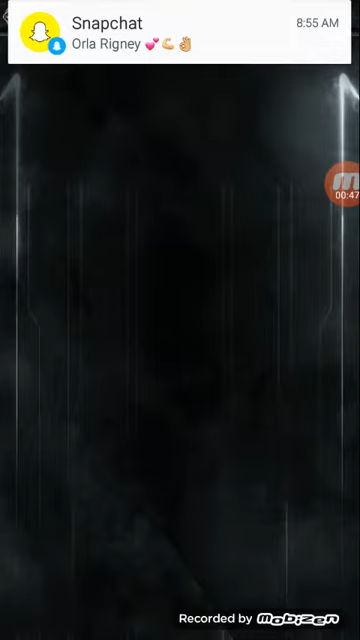 Snapchat
8:55 AM
Orla Rigney 💕💪👌
00:47
Recorded by Mobizen